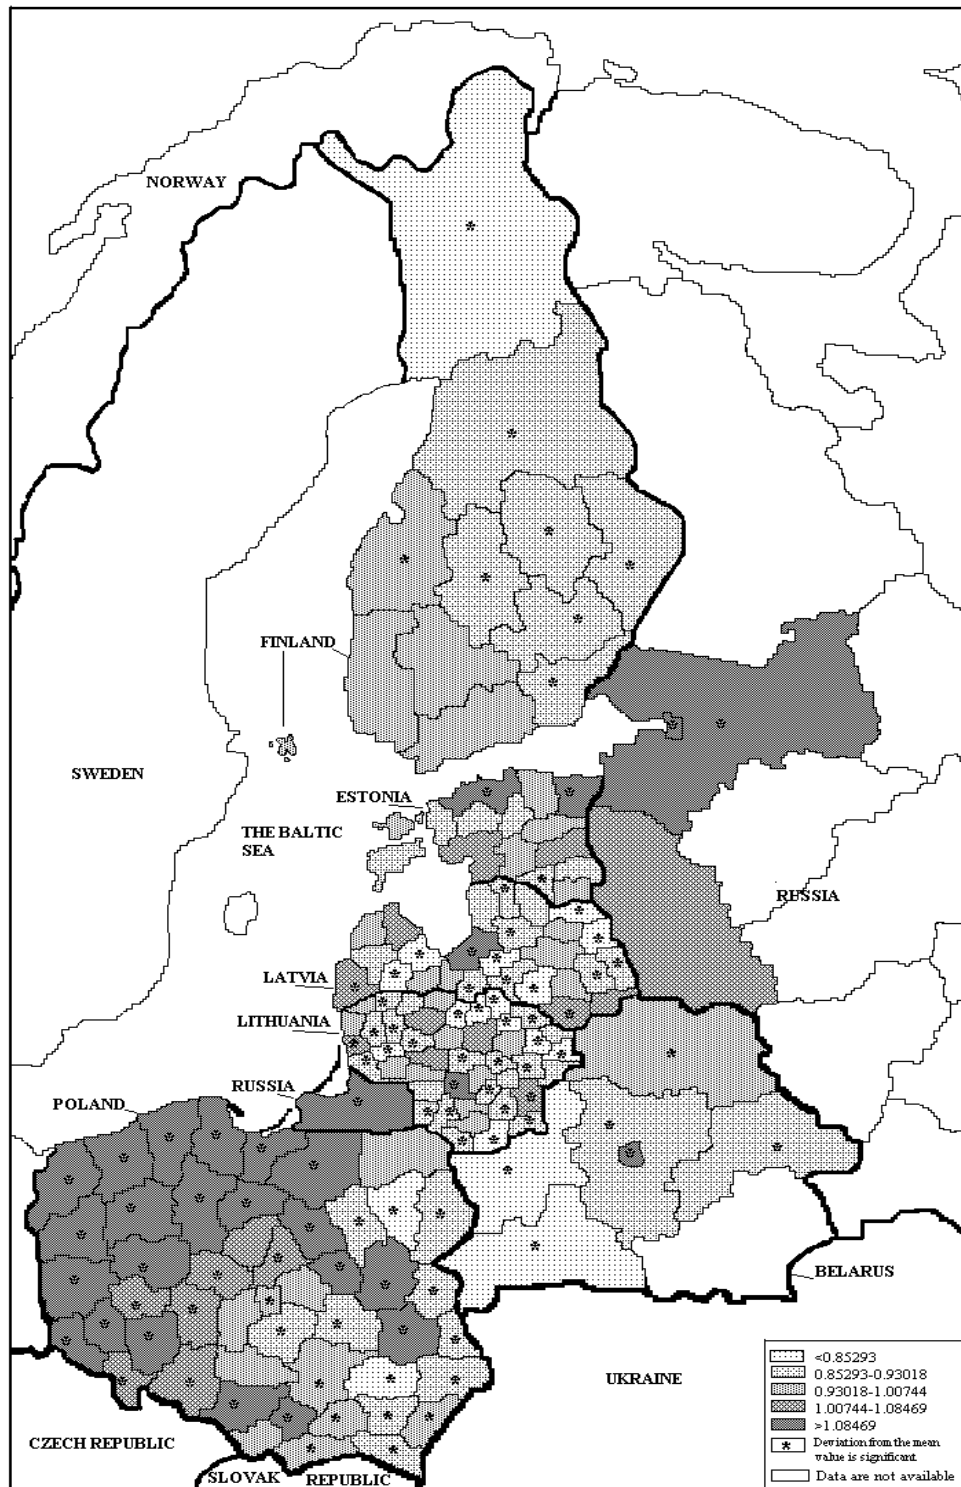 NORWAY
FINLAND
SWEDEN
ESTONIA
THE BALTIC
SEA
RUSSIA
LATVIA
LITHUANIA
RUSSIA
POLAND
BELARUS
UKRAINE
CZECH REPUBLIC
SLOVAK REPUBLIC
<0.85293
0.85293-0.93018
0.93018-1.00744
1.00744-1.08469
>1.08469
* Deviation from the mean
value is significant
Data are not available